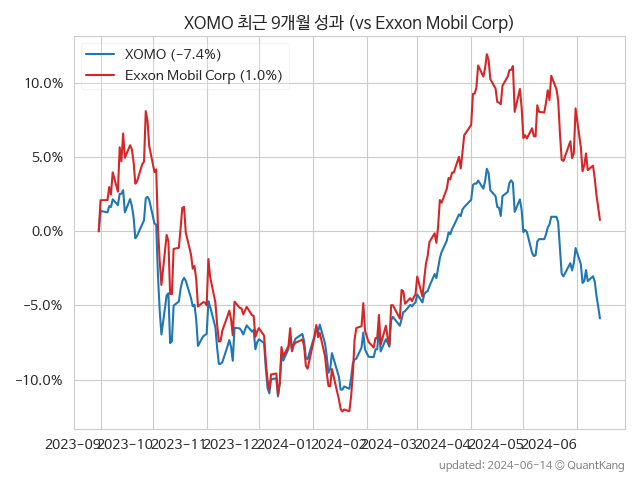 XOMO 최근 9개월 성과 (vs Exxon Mobil Corp)
XOMO (−7.4%)
Exxon Mobil Corp (1.0%)
10.0%
5.0%
0.0%
−5.0%
−10.0%
2023-09 2023-10 2023-11 2023-12 2024-01 2024-02 2024-03 2024-04 2024-05 2024-06
updated: 2024-06-14 © QuantKang